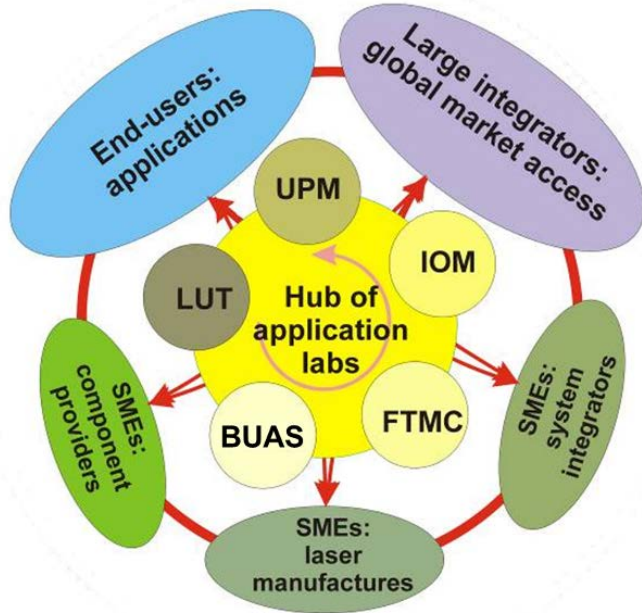 End-users:
applications
Large integrators:
global market
access
UPM
IOM
LUT
Hub of
application
labs
BUAS
FTMC
SMEs:
component
providers
SMEs:
system
integrators
SMEs:
laser
manufactures